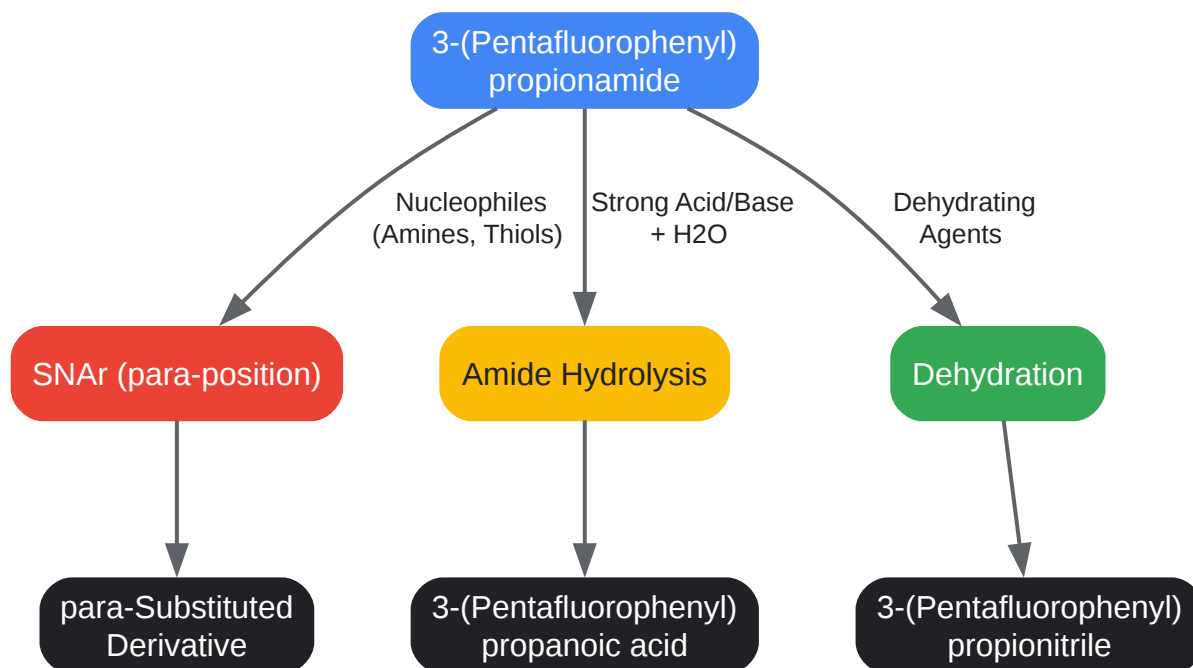 3-(Pentafluorophenyl)
propionamide
Nucleophiles
(Amines, Thiols)
Strong Acid/Base
+ H2O
Dehydrating
Agents
SNAr (para-position)
Amide Hydrolysis
Dehydration
para-Substituted
Derivative
3-(Pentafluorophenyl)
propanoic acid
3-(Pentafluorophenyl)
propionitrile